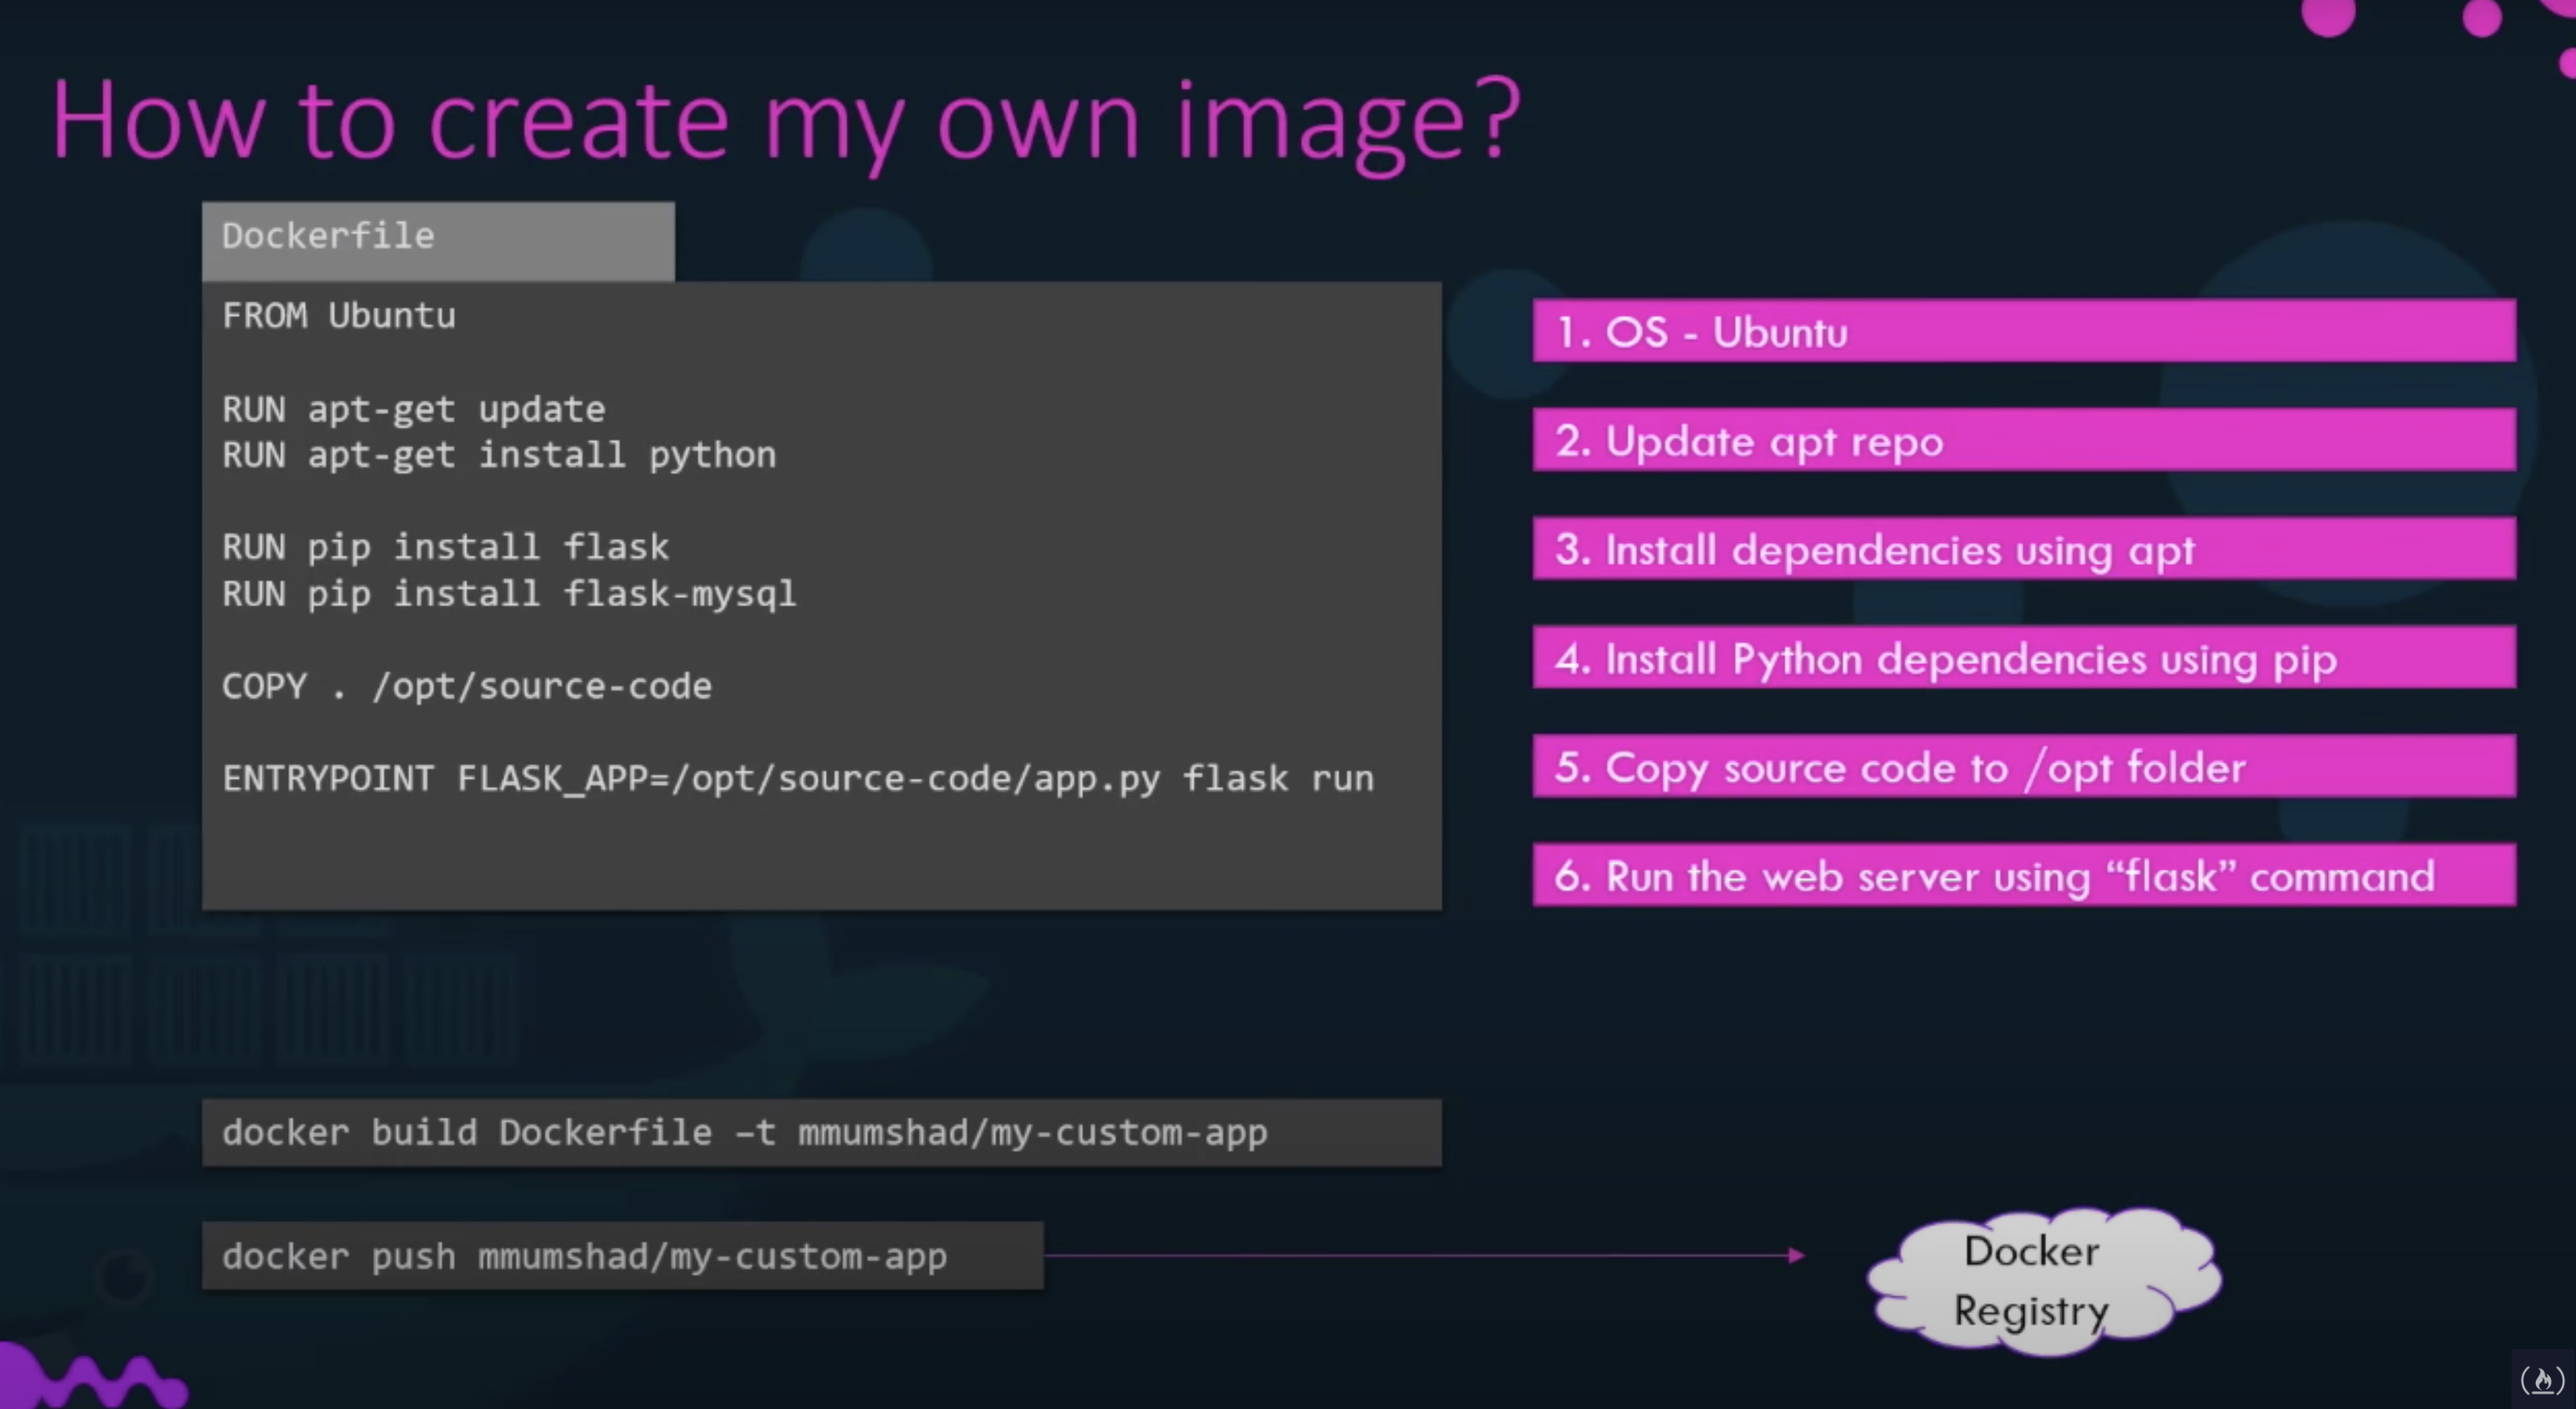 How to create my own image?
Dockerfile
FROM Ubuntu
RUN apt-get update
RUN apt-get install python
RUN pip install flask
RUN pip install flask-mysql
COPY . /opt/source-code
ENTRYPOINT FLASK_APP=/opt/source-code/app.py flask run
1. OS - Ubuntu
2. Update apt repo
3. Install dependencies using apt
4. Install Python dependencies using pip
5. Copy source code to /opt folder
6. Run the web server using “flask” command
docker build Dockerfile –t mmumshad/my-custom-app
docker push mmumshad/my-custom-app
Docker
Registry